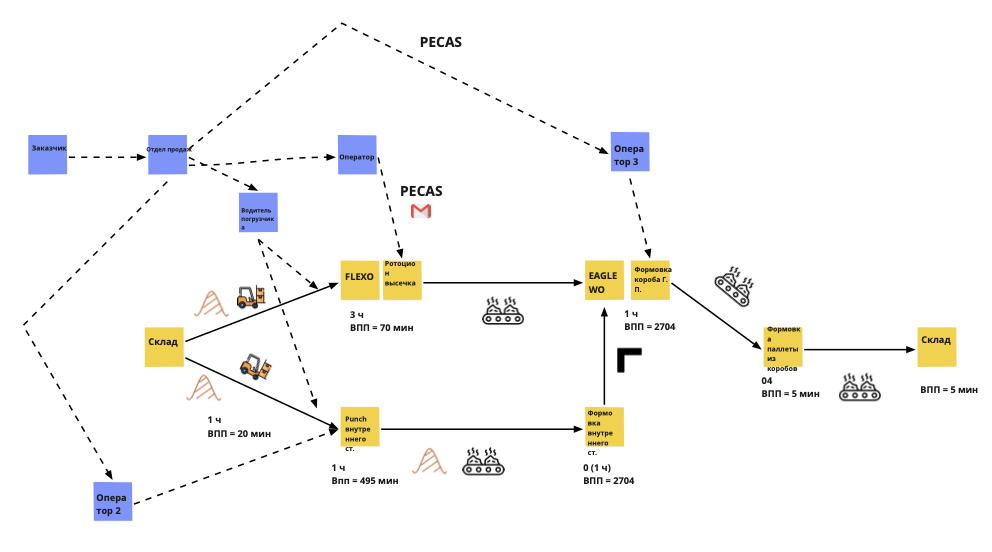 PECAS
Заказчик
Отдел продаж
Оператор
Опера
тор 3
PECAS
Водитель
погрузчик
а
FLEXO
Ротоцио
н
высечка
EAGLE
WO
Формовка
короба Г.
П.
3 ч
ВПП = 70 мин
1 ч
ВПП = 2704
Склад
Формовк
а
паллеты
из
коробов
Склад
04
ВПП = 5 мин
ВПП = 5 мин
1 ч
ВПП = 20 мин
Punch
внутре
ннего
ст.
Формо
вка
внутре
ннего
ст.
1 ч
Впп = 495 мин
0 (1 ч)
ВПП = 2704
Опера
тор 2